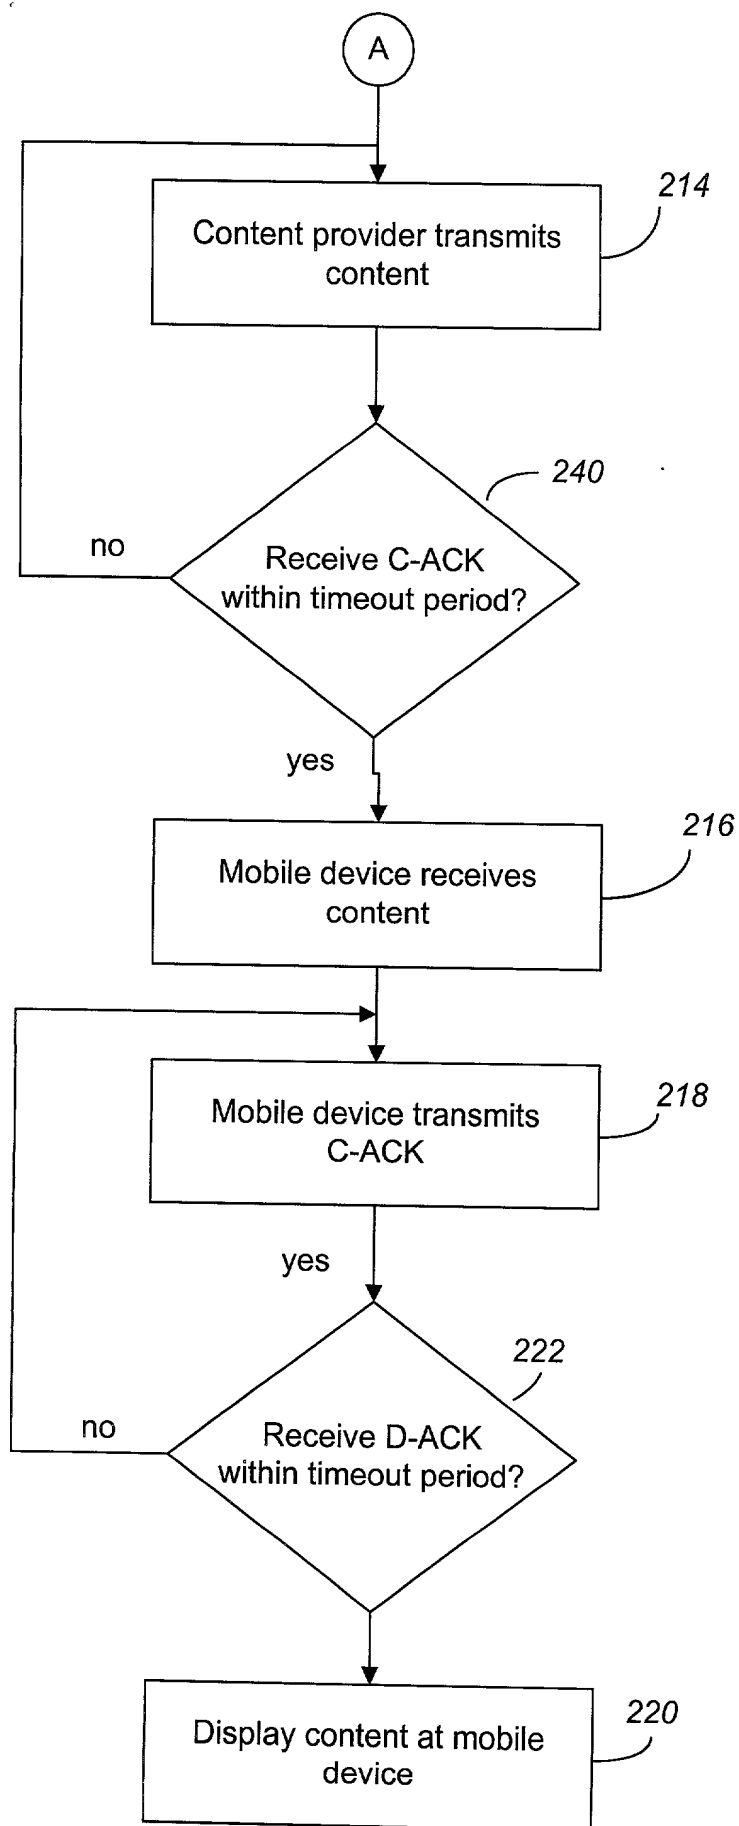 A
214
Content provider transmits
content
240
no
Receive C-ACK
within timeout period?
yes
216
Mobile device receives
content
218
Mobile device transmits
C-ACK
yes
222
no
Receive D-ACK
within timeout period?
220
Display content at mobile
device